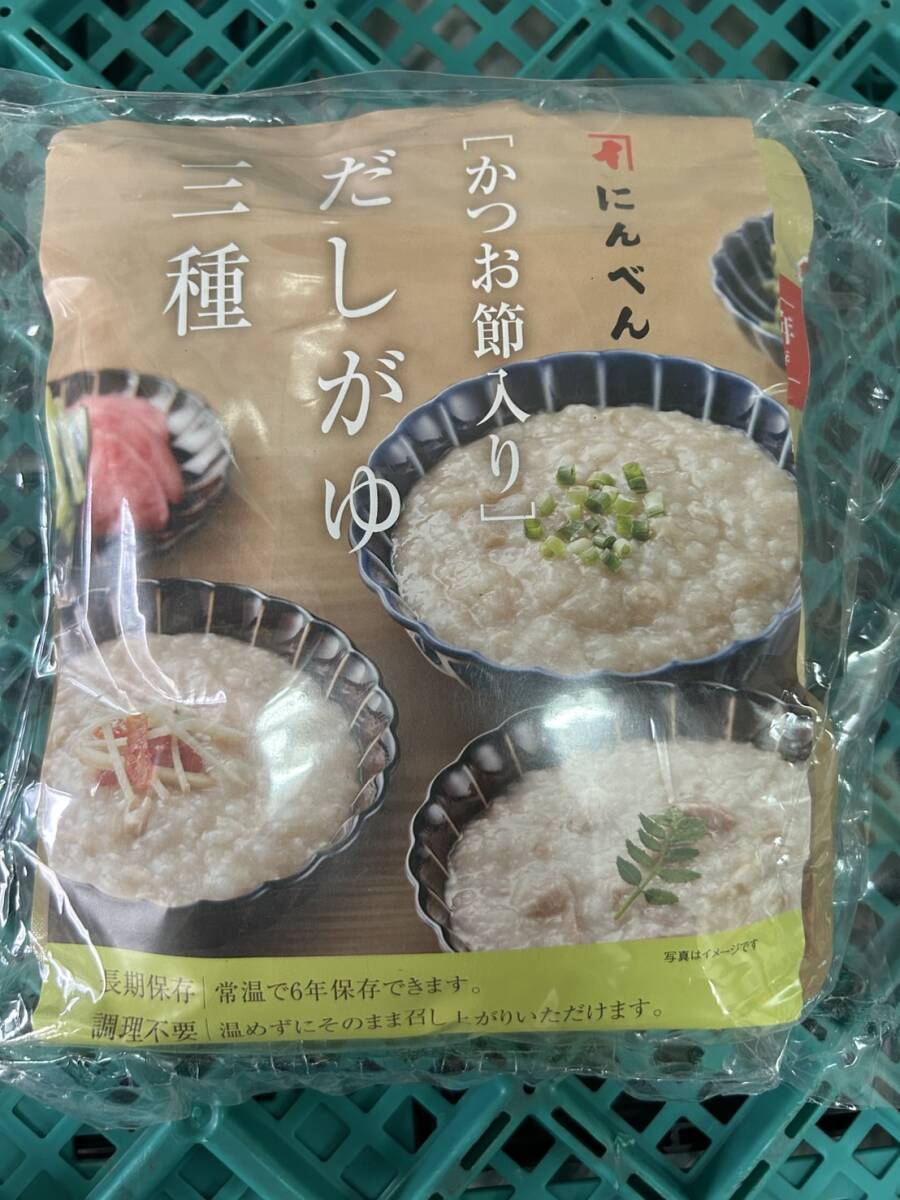 にんべん
[かつお節入り]
だしがゆ
三種
写真はイメージです
長期保存 常温で6年保存できます。
調理不要 温めずにそのまま召し上がりいただけます。